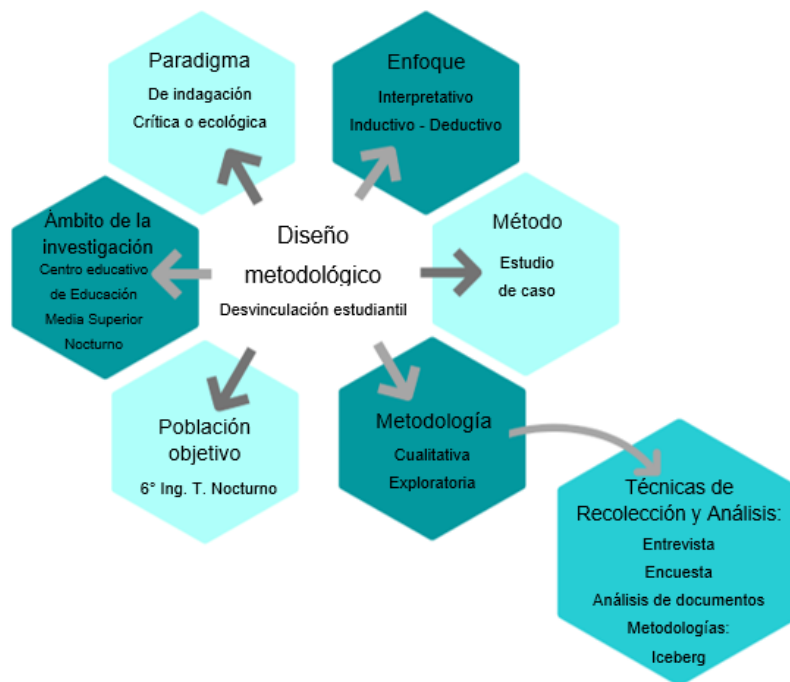 Paradigma
De indagación
Crítica o ecológica
Enfoque
Interpretativo
Inductivo - Deductivo
Ámbito de la
investigación
Centro educativo
de Educación
Media Superior
Nocturno
Diseño
metodológico
Desvinculación estudiantil
Método
Estudio
de caso
Población
objetivo
6° Ing. T. Nocturno
Metodología
Cualitativa
Exploratoria
Técnicas de
Recolección y Análisis:
Entrevista
Encuesta
Análisis de documentos
Metodologías:
Iceberg